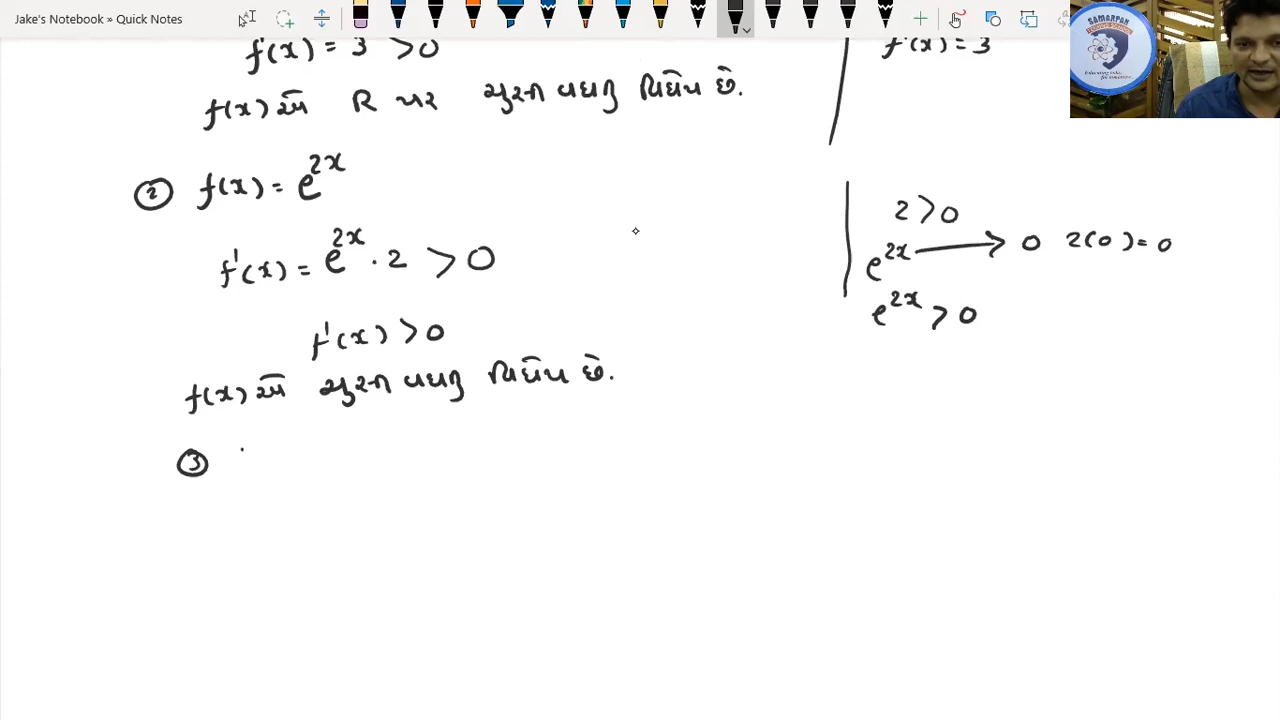 Jake's Notebook » Quick Notes
f'(x) = 3 > 0
f'(x) = 3
f(x) એ R પર ચુસ્ત વધતુ વિધેય છે.
② f(x) = e^{2x}
f'(x) = e^{2x} · 2 > 0
f'(x) > 0
f(x) એ ચુસ્ત વધતુ વિધેય છે.
③
2 > 0
e^{2x} → 0 2(0) = 0
e^{2x} > 0
SAMARPAN